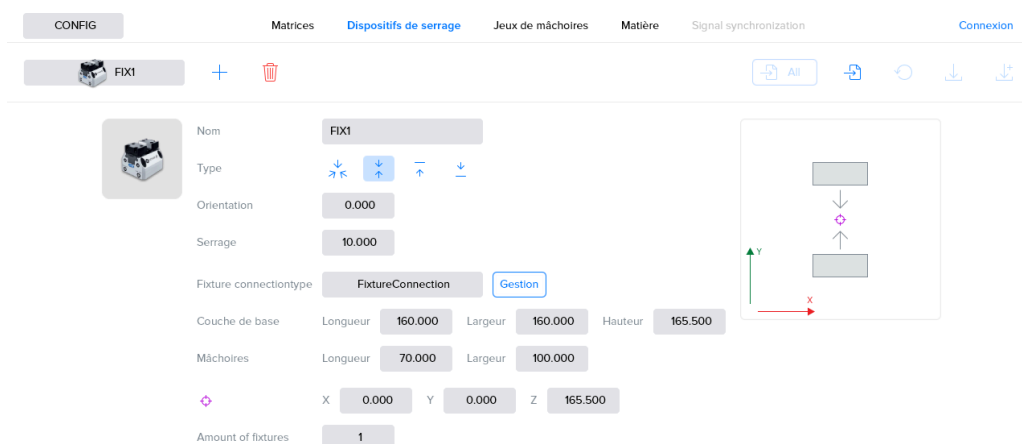 CONFIG Matrices Dispositifs de serrage Jeux de mâchoires Matière Signal synchronization Connexion
FIX1 All
Nom FIX1
Type
Orientation 0.000
Serrage 10.000
Fixture connectiontype FixtureConnection Gestion
Couche de base Longueur 160.000 Largeur 160.000 Hauteur 165.500
Mâchoires Longueur 70.000 Largeur 100.000
X 0.000 Y 0.000 Z 165.500
Amount of fixtures 1
Y
X